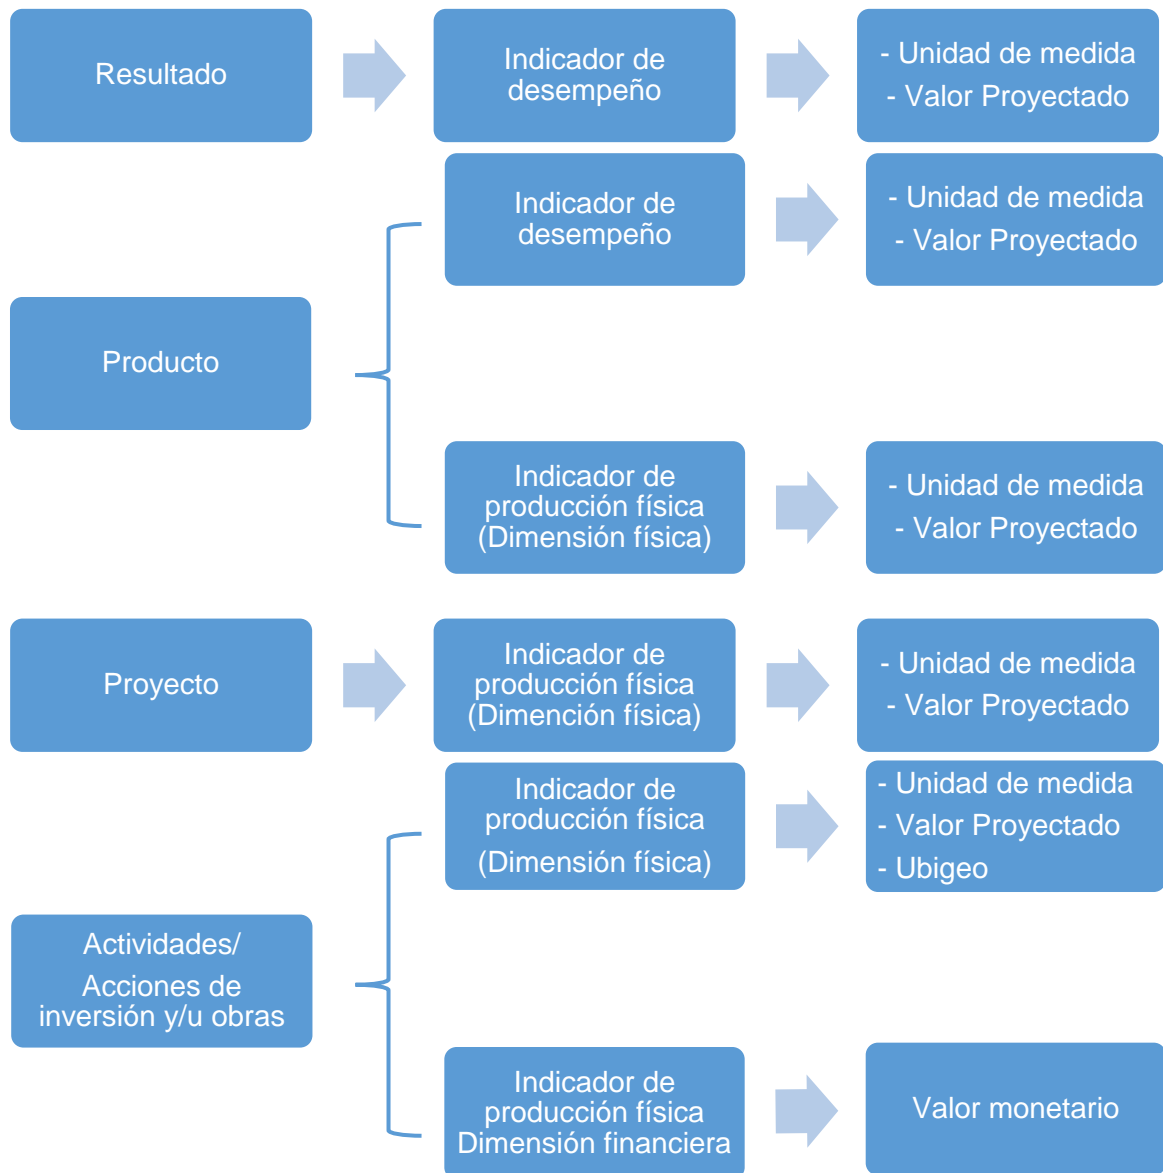 Resultado
Indicador de
desempeño
- Unidad de medida
- Valor Proyectado
Indicador de
desempeño
- Unidad de medida
- Valor Proyectado
Producto
Indicador de
producción física
(Dimensión física)
- Unidad de medida
- Valor Proyectado
Proyecto
Indicador de
producción física
(Dimención física)
- Unidad de medida
- Valor Proyectado
Indicador de
producción física
(Dimensión física)
- Unidad de medida
- Valor Proyectado
- Ubigeo
Actividades/
Acciones de
inversión y/u obras
Indicador de
producción física
Dimensión financiera
Valor monetario